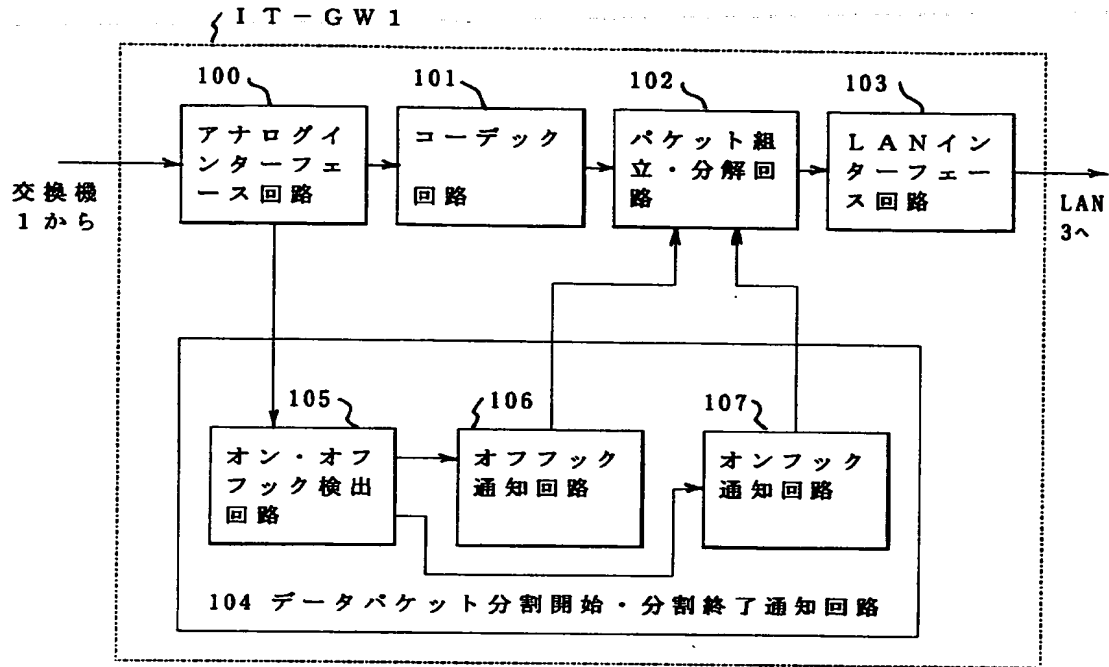 IT-GW1
100
101
102
103
アナログイ
ンターフェ
ース回路
コーデック
回路
パケット組
立・分解回
路
LANイン
ターフェー
ス回路
交換機
1から
LAN
3へ
105
106
107
オン・オフ
フック検出
回路
オフフック
通知回路
オンフック
通知回路
104 データパケット分割開始・分割終了通知回路